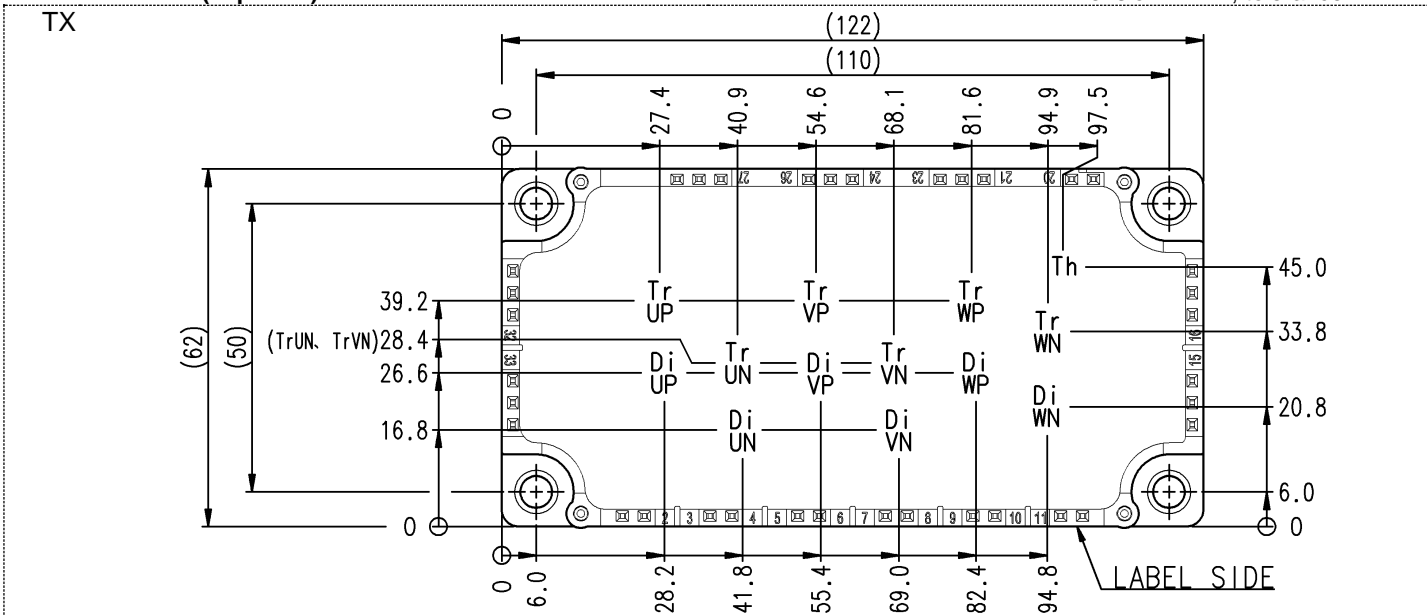 TX
(122)
(110)
0
27.4
40.9
54.6
68.1
81.6
94.9
97.5
27
26
24
23
21
20
(62)
(50)
39.2
(TrUN、TrVN)28.4
26.6
16.8
0
32
33
Th
Tr
UP
Tr
VP
Tr
WP
Tr
WN
Tr
UN
Tr
VN
Di
UP
Di
VP
Di
WP
Di
WN
Di
UN
Di
VN
16
15
45.0
33.8
20.8
6.0
0
2
3
4
5
6
7
8
9
10
11
0
6.0
28.2
41.8
55.4
69.0
82.4
94.8
LABEL SIDE